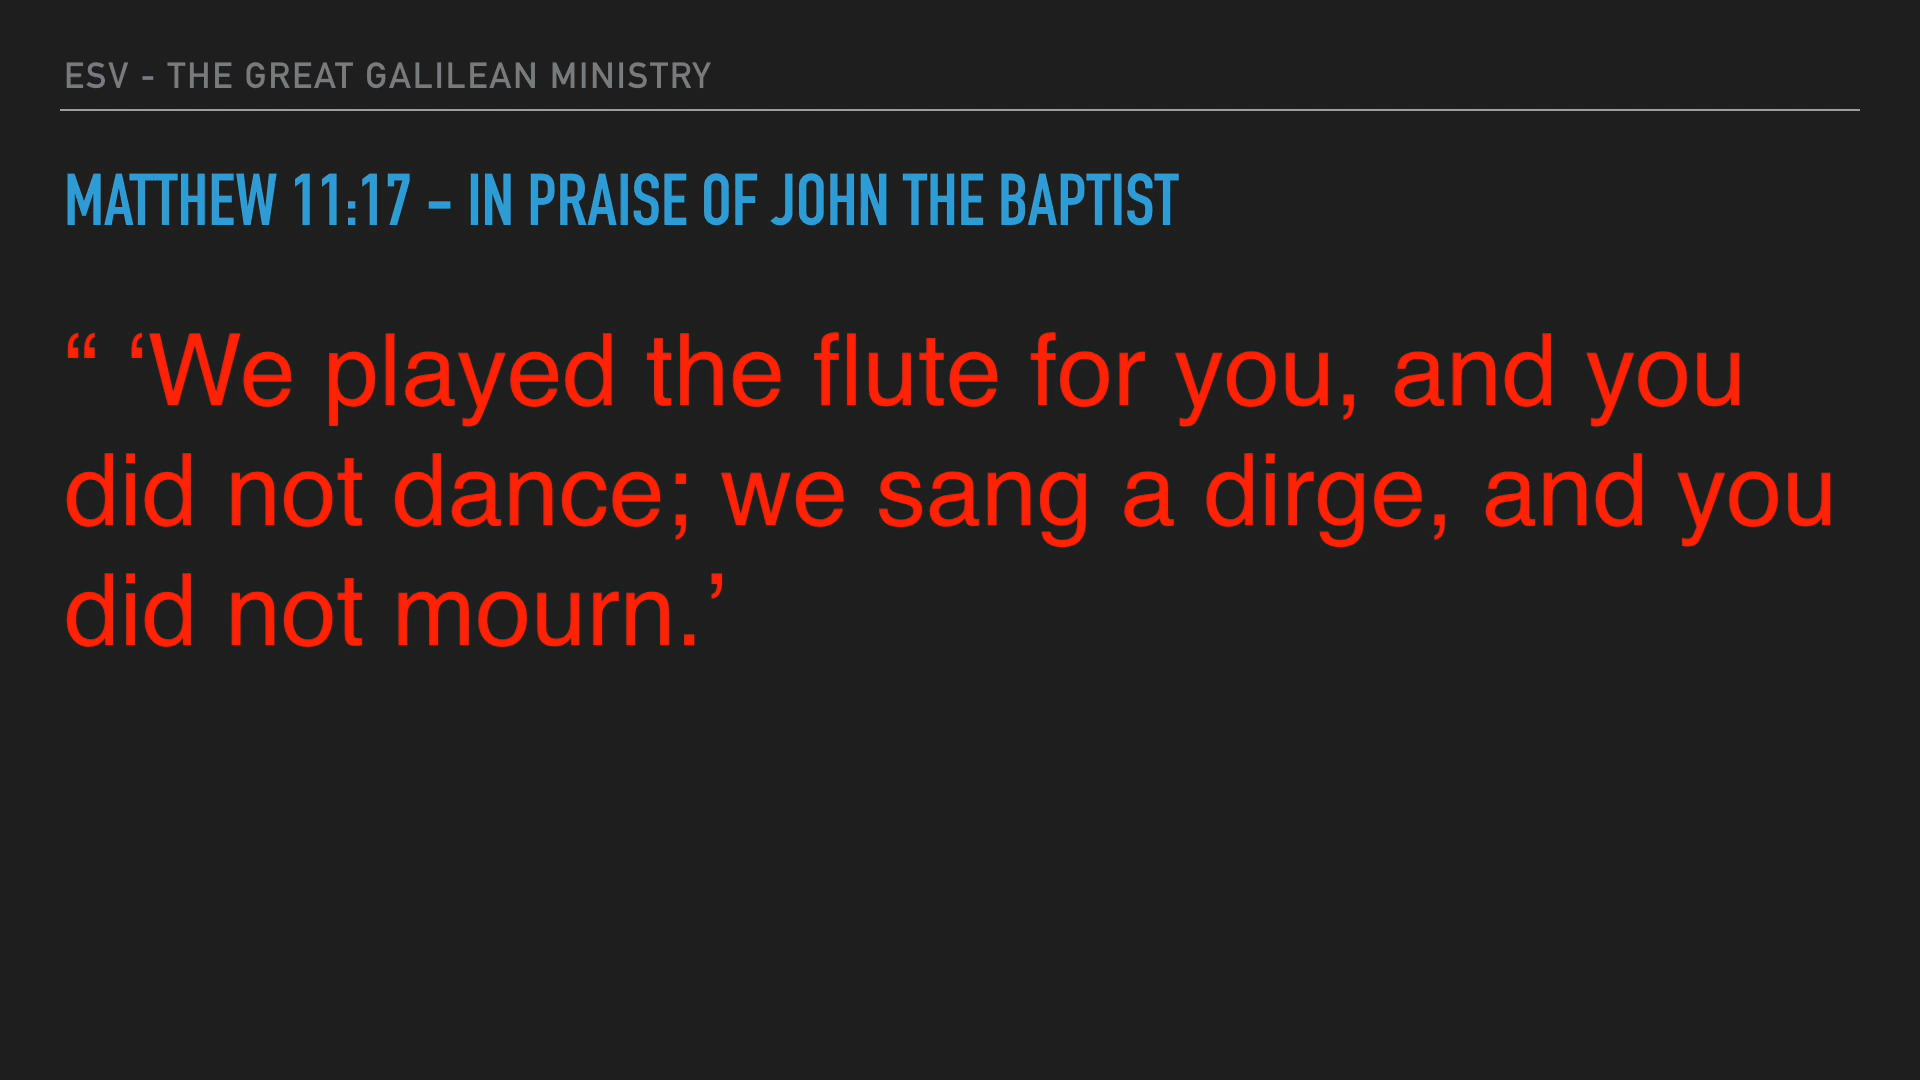 ESV - THE GREAT GALILEAN MINISTRY
MATTHEW 11:17 - IN PRAISE OF JOHN THE BAPTIST
“ ‘We played the flute for you, and you
did not dance; we sang a dirge, and you
did not mourn.’